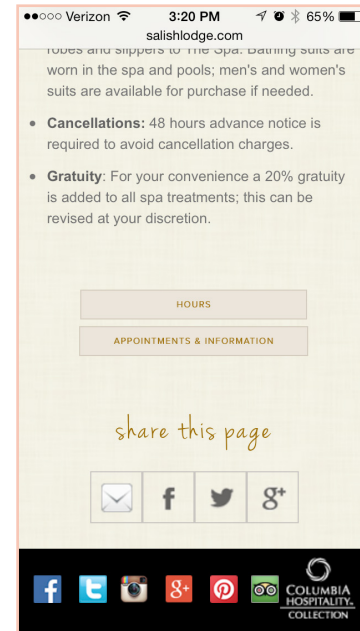 Verizon 3:20 PM 65%
salishlodge.com
robes and slippers to The Spa. Bathing suits are
worn in the spa and pools; men's and women's
suits are available for purchase if needed.
• Cancellations: 48 hours advance notice is
required to avoid cancellation charges.
• Gratuity: For your convenience a 20% gratuity
is added to all spa treatments; this can be
revised at your discretion.
HOURS
APPOINTMENTS & INFORMATION
share this page
f g+
f t g+ COLUMBIA
HOSPITALITY.
COLLECTION